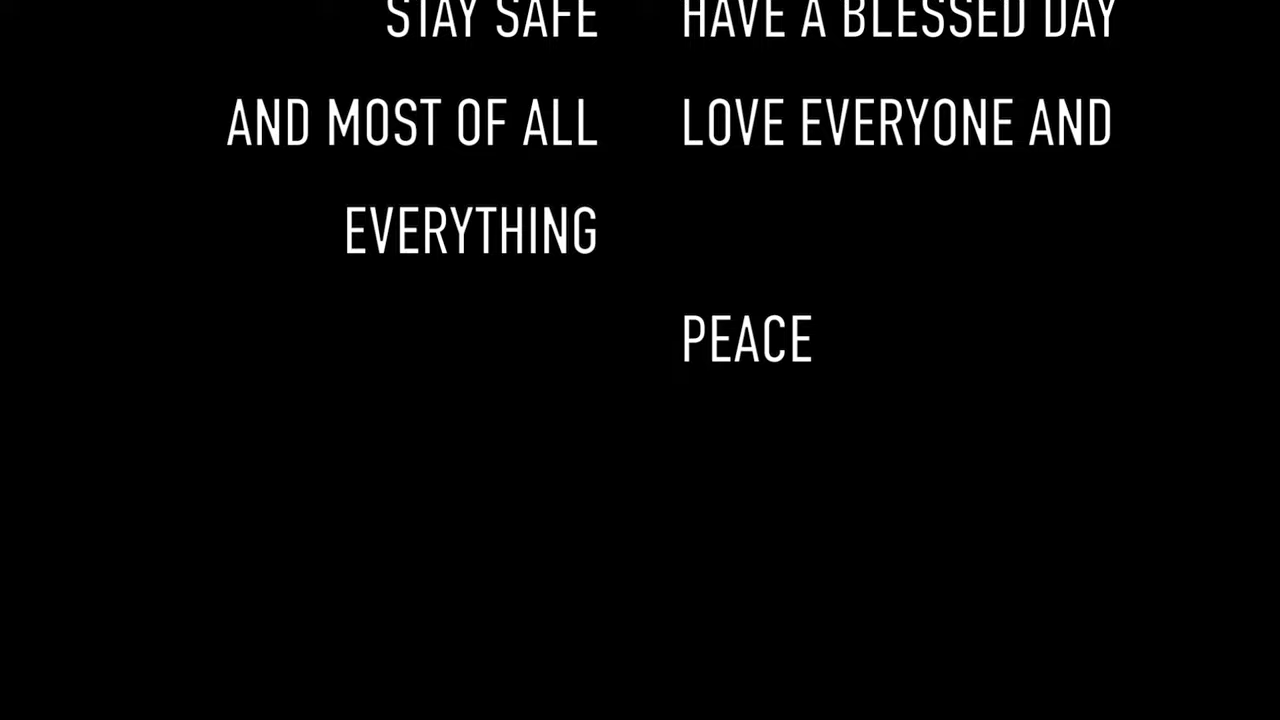 STAY SAFE HAVE A BLESSED DAY
AND MOST OF ALL LOVE EVERYONE AND
EVERYTHING
PEACE